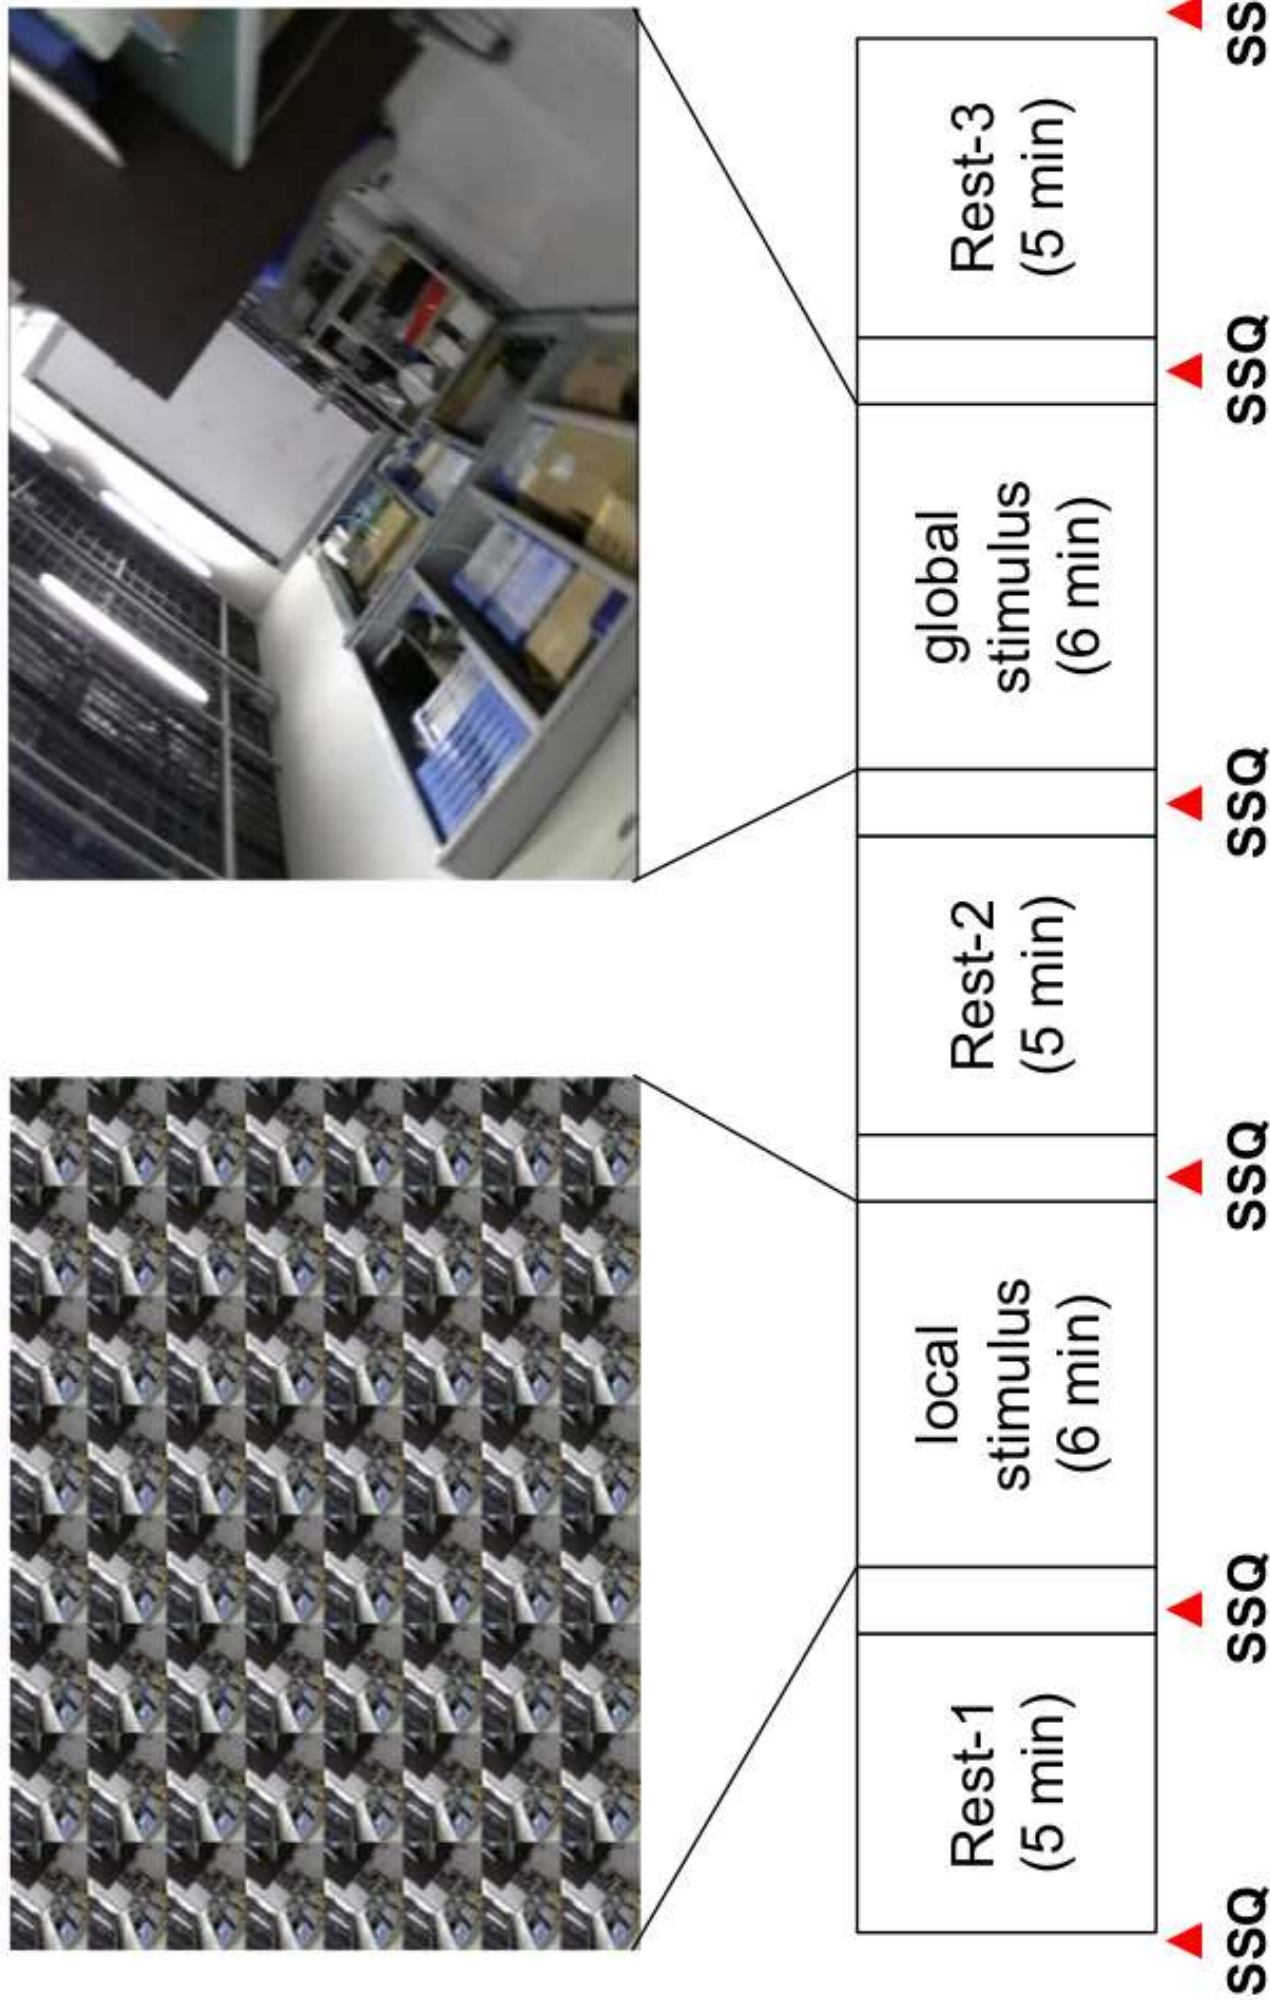 Rest-1
(5 min)
local
stimulus
(6 min)
Rest-2
(5 min)
global
stimulus
(6 min)
Rest-3
(5 min)
SSQ
SSQ
SSQ
SSQ
SSQ
SS